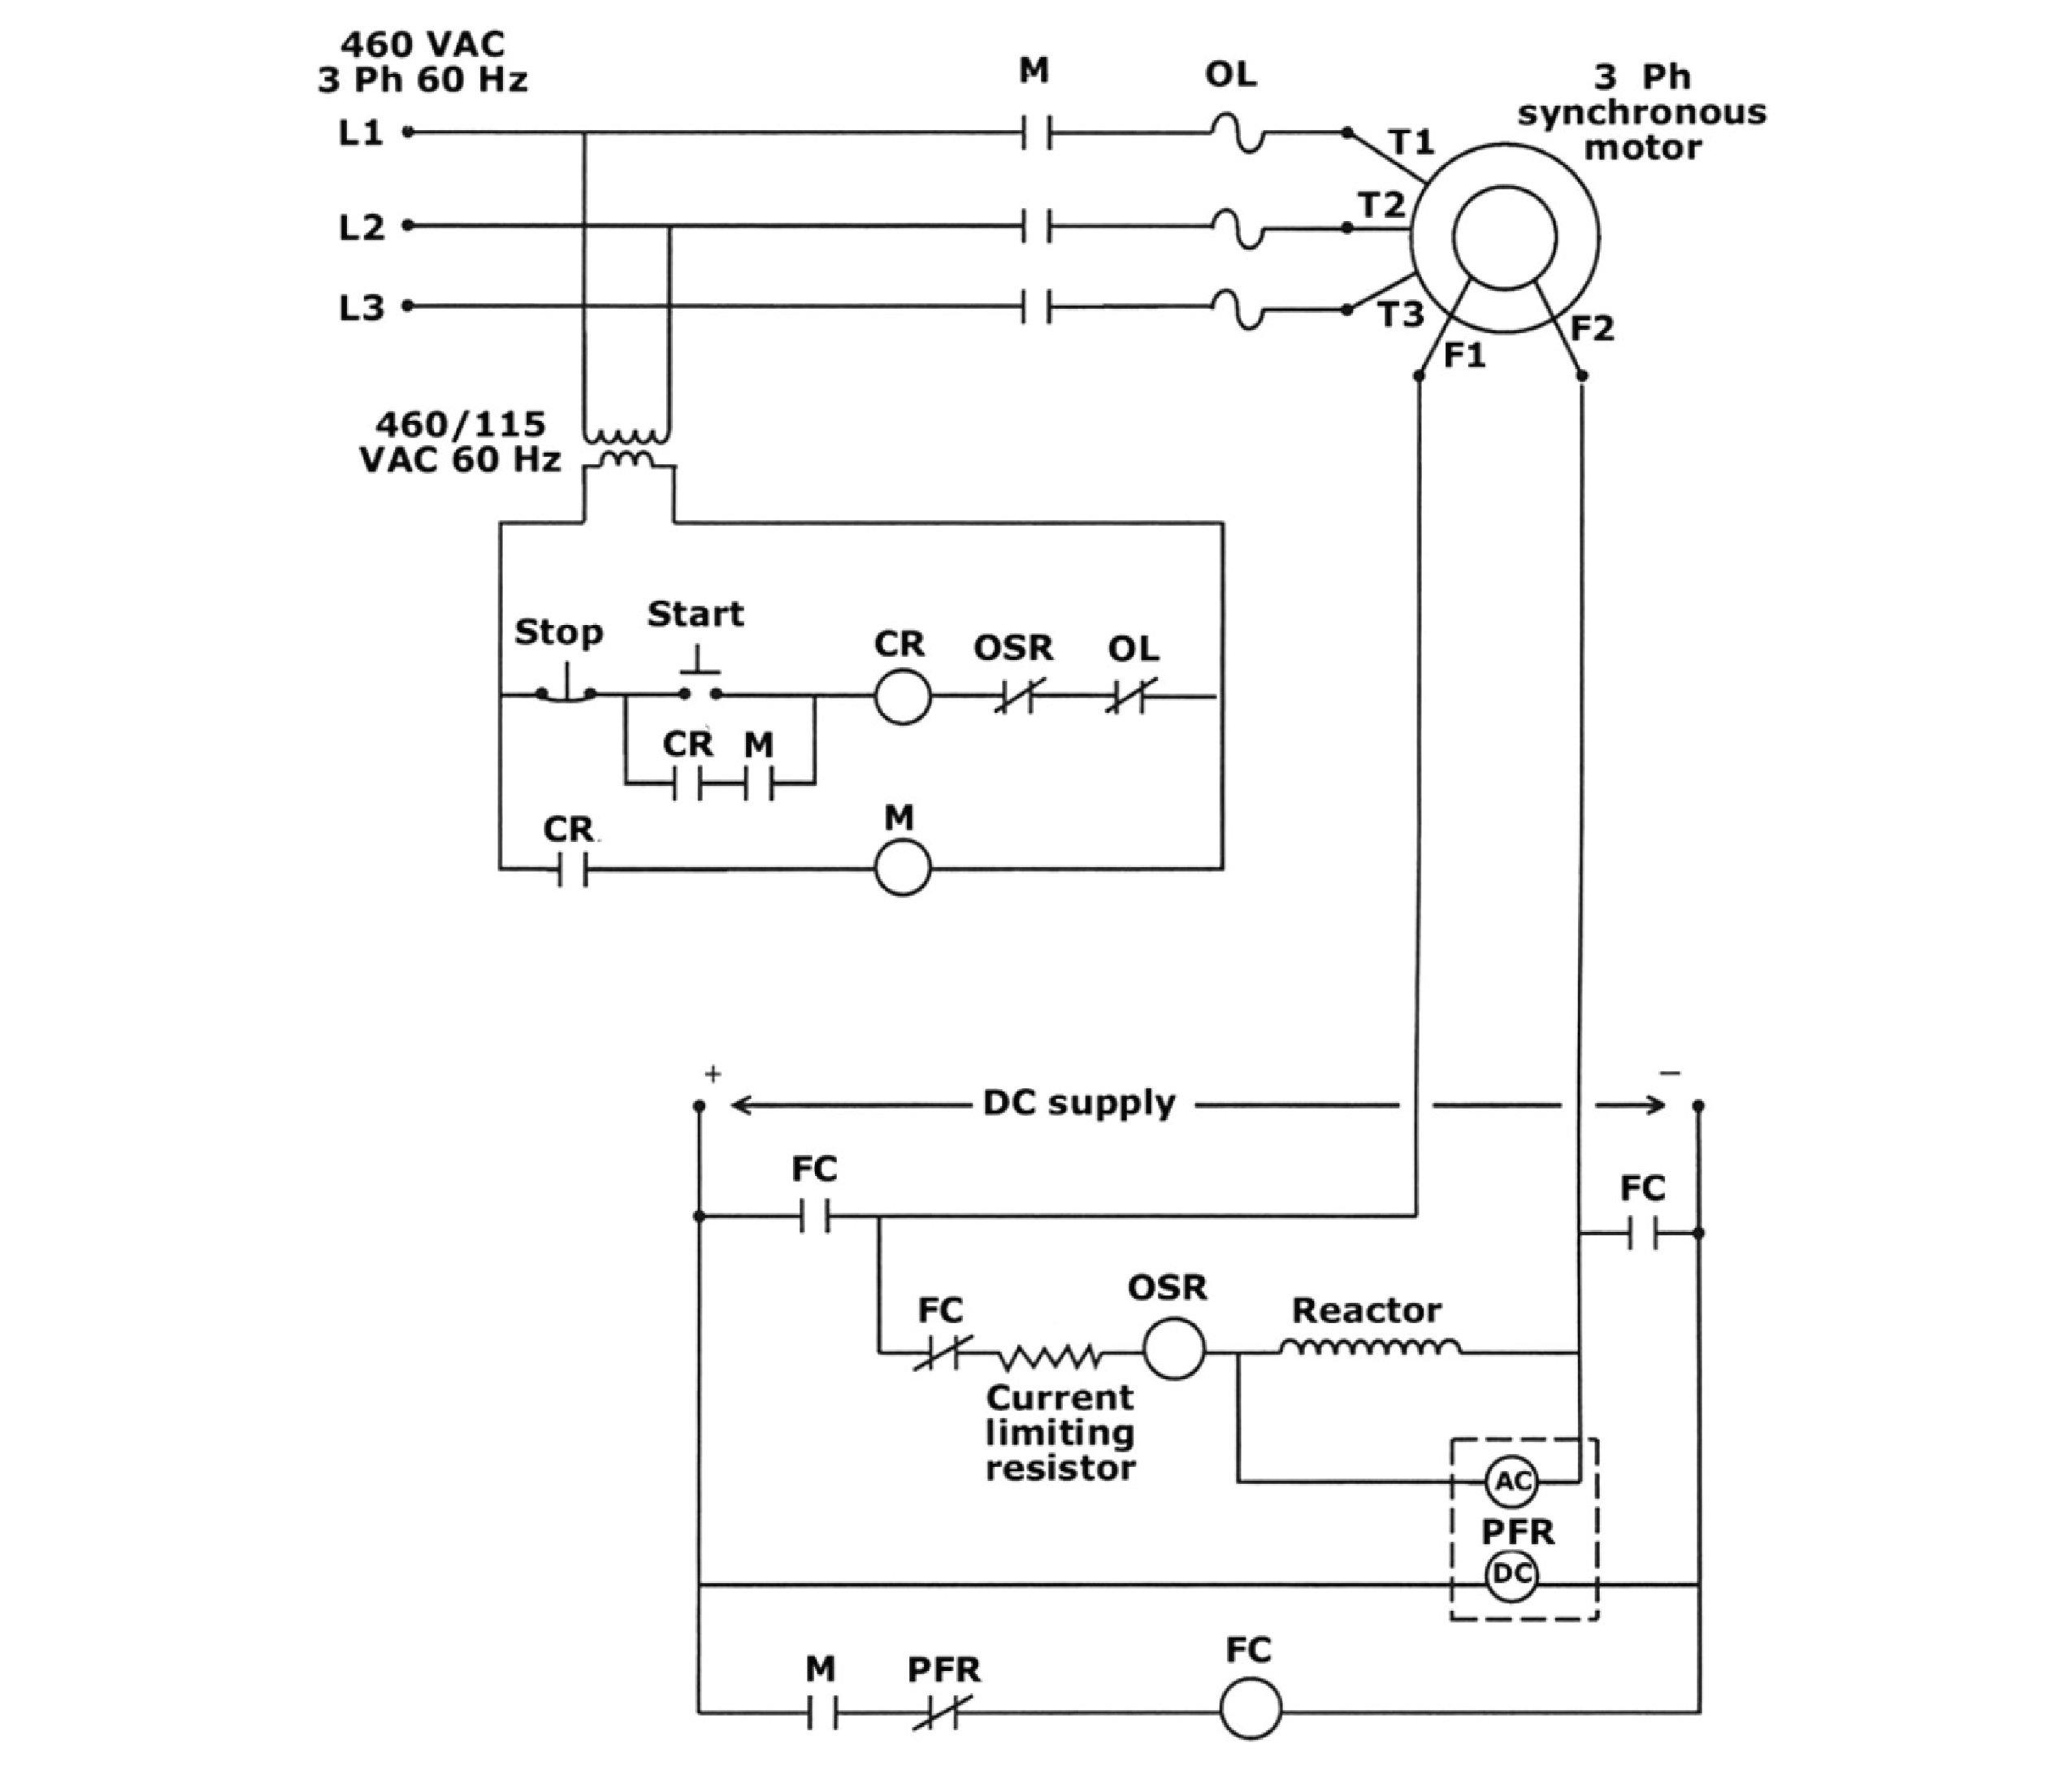 460 VAC
3 Ph 60 Hz
M
OL
3 Ph
synchronous
motor
L1
T1
L2
T2
L3
T3
F1
F2
460/115
VAC 60 Hz
Stop
Start
CR
OSR
OL
CR
M
CR
M
+
−
DC supply
FC
FC
FC
OSR
Reactor
Current
limiting
resistor
AC
PFR
DC
M
PFR
FC